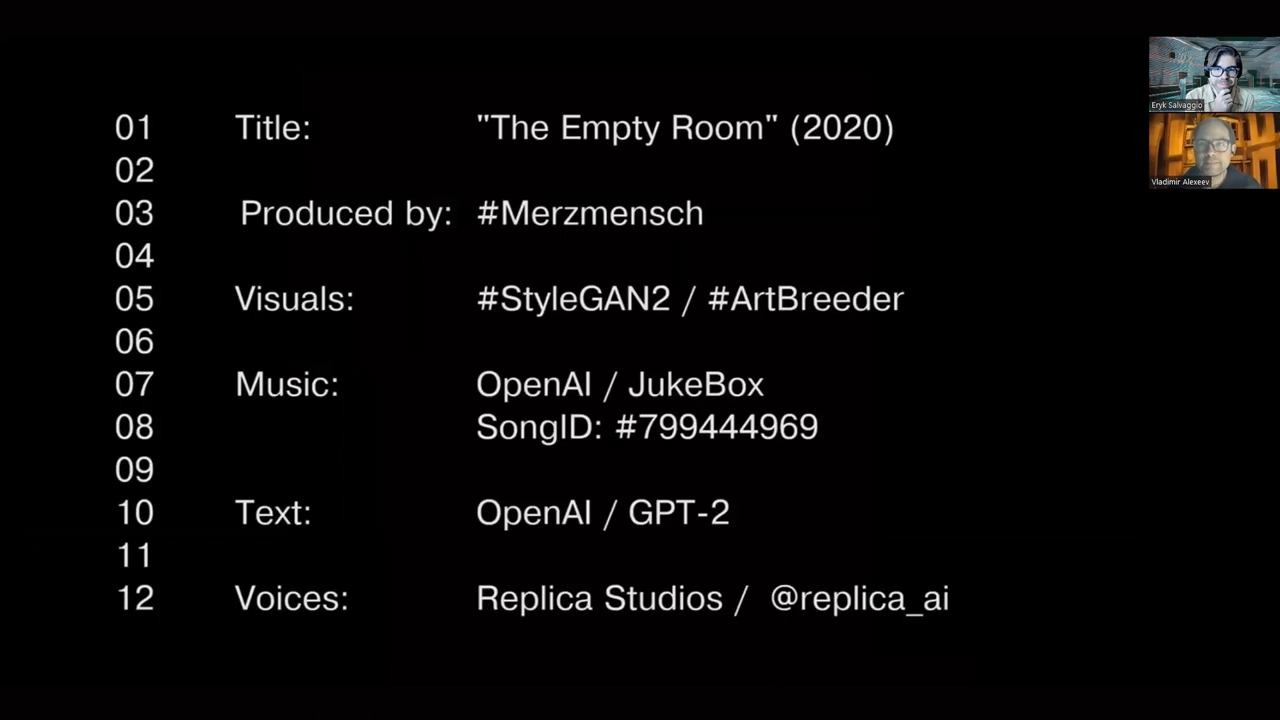 01 Title: "The Empty Room" (2020)
02
03 Produced by: #Merzmensch
04
05 Visuals: #StyleGAN2 / #ArtBreeder
06
07 Music: OpenAI / JukeBox
08 SongID: #799444969
09
10 Text: OpenAI / GPT-2
11
12 Voices: Replica Studios / @replica_ai
Eryk Salvaggio
Vladimir Alexeev